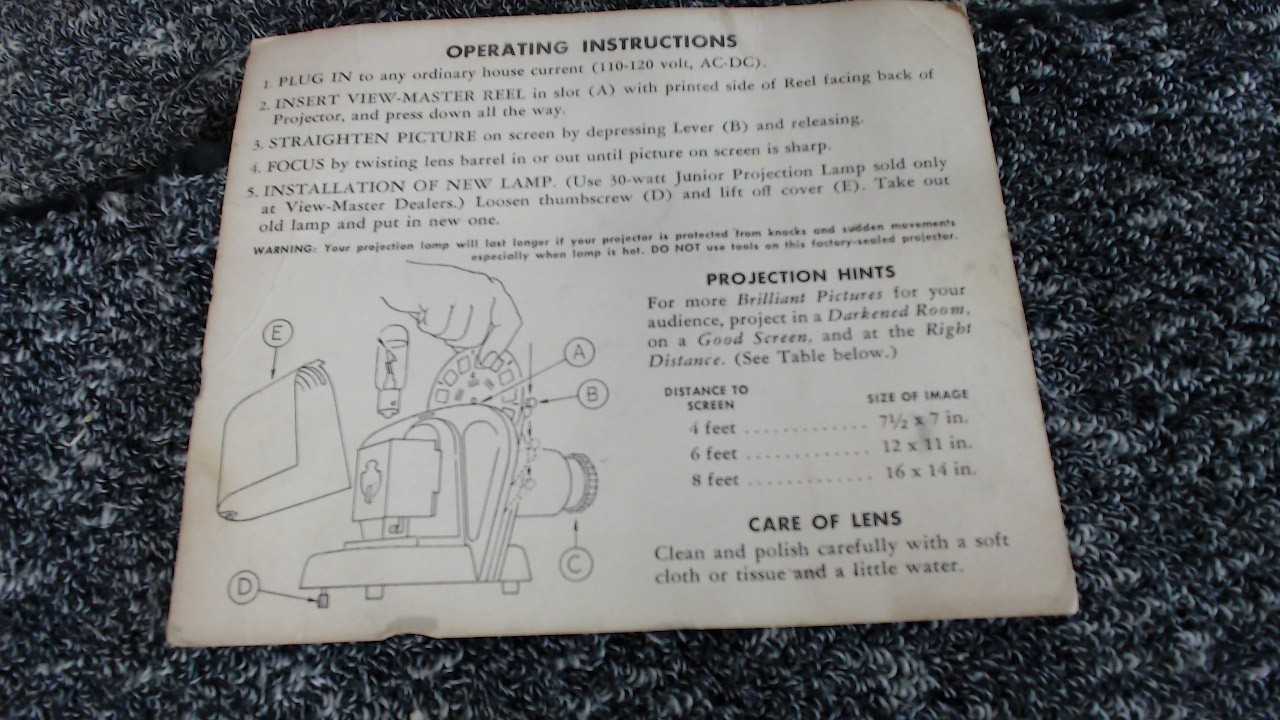 OPERATING INSTRUCTIONS
1. PLUG IN to any ordinary house current (110-120 volt, AC-DC).
2. INSERT VIEW-MASTER REEL in slot (A) with printed side of Reel facing back of
Projector, and press down all the way.
3. STRAIGHTEN PICTURE on screen by depressing Lever (B) and releasing.
4. FOCUS by twisting lens barrel in or out until picture on screen is sharp.
5. INSTALLATION OF NEW LAMP. (Use 30-watt Junior Projection Lamp sold only
at View-Master Dealers.) Loosen thumbscrew (D) and lift off cover (E). Take out
old lamp and put in new one.
WARNING: Your projection lamp will last longer if your projector is protected from knocks and sudden movements
especially when lamp is hot. DO NOT use tools on this factory-sealed projector.
E
A
B
C
D
PROJECTION HINTS
For more Brilliant Pictures for your
audience, project in a Darkened Room,
on a Good Screen, and at the Right
Distance. (See Table below.)
DISTANCE TO
SCREEN
SIZE OF IMAGE
4 feet ............. 7½ x 7 in.
6 feet ............. 12 x 11 in.
8 feet ............. 16 x 14 in.
CARE OF LENS
Clean and polish carefully with a soft
cloth or tissue and a little water.